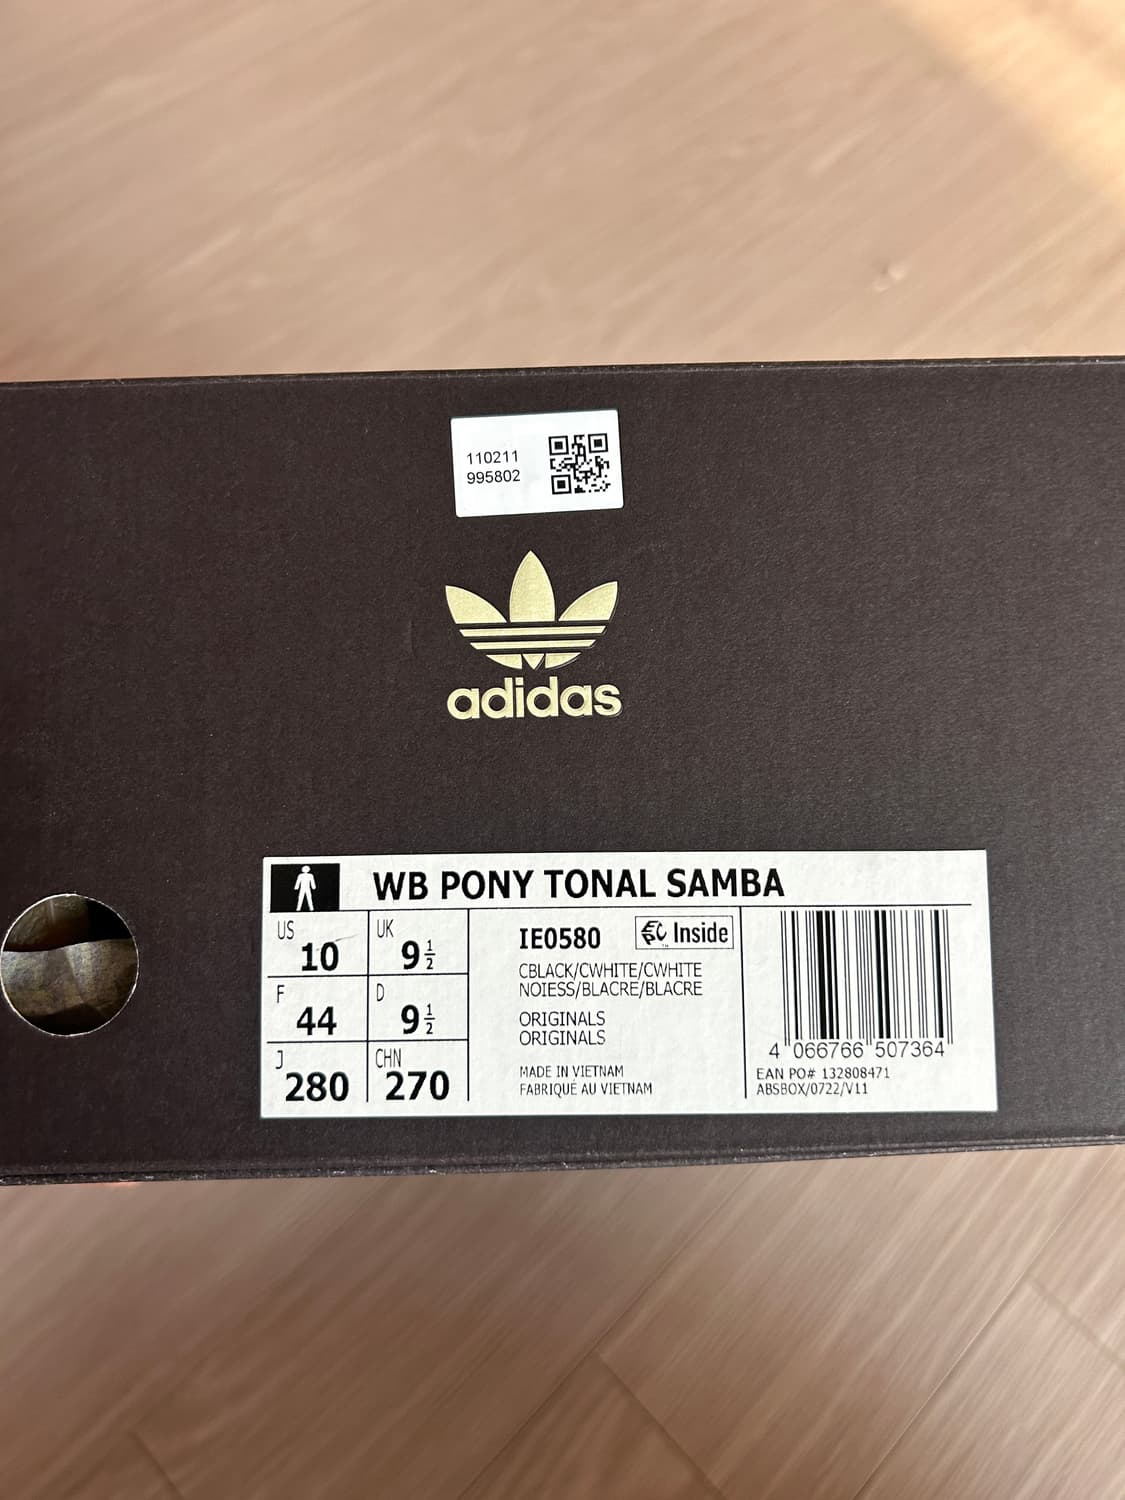 110211
995802
adidas
WB PONY TONAL SAMBA
US 10 UK 9 1/2
F 44 D 9 1/2
J 280 CHN 270
IE0580 EC Inside
CBLACK/CWHITE/CWHITE
NOIESS/BLACRE/BLACRE
ORIGINALS
ORIGINALS
MADE IN VIETNAM
FABRIQUÉ AU VIETNAM
4 066766 507364
EAN PO# 132808471
ABSBOX/0722/V11